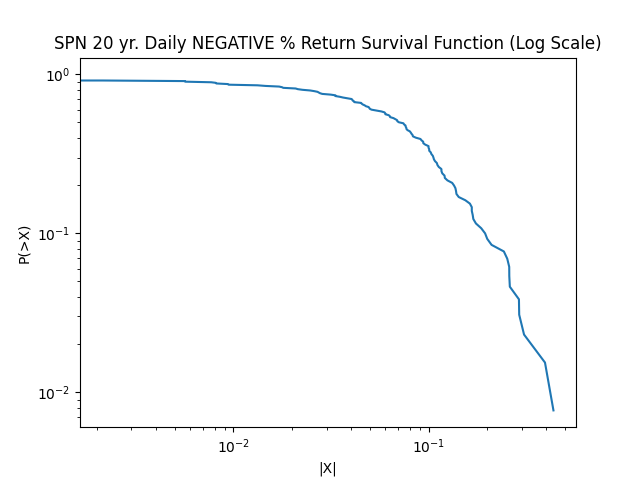 SPN 20 yr. Daily NEGATIVE % Return Survival Function (Log Scale)
10⁰
10⁻¹
10⁻²
P(>X)
10⁻² 10⁻¹
|X|